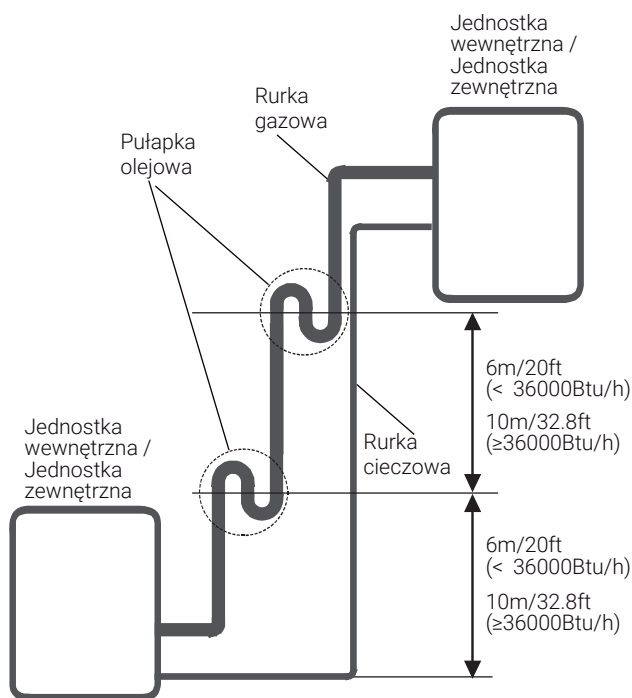 Jednostka
wewnętrzna /
Jednostka
zewnętrzna
Rurka
gazowa
Pułapka
olejowa
6m/20ft
(< 36000Btu/h)
10m/32.8ft
(≥36000Btu/h)
Rurka
cieczowa
Jednostka
wewnętrzna /
Jednostka
zewnętrzna
6m/20ft
(< 36000Btu/h)
10m/32.8ft
(≥36000Btu/h)